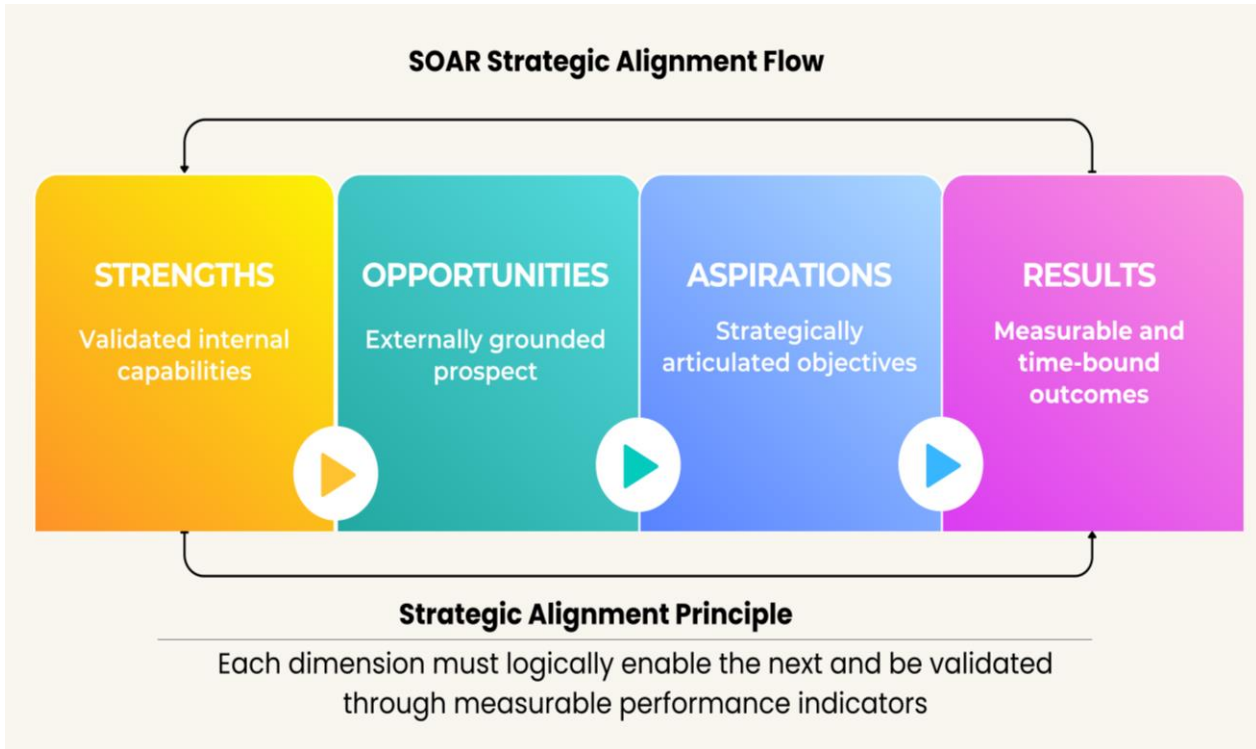 SOAR Strategic Alignment Flow
STRENGTHS
Validated internal
capabilities
OPPORTUNITIES
Externally grounded
prospect
ASPIRATIONS
Strategically
articulated objectives
RESULTS
Measurable and
time-bound
outcomes
Strategic Alignment Principle
Each dimension must logically enable the next and be validated
through measurable performance indicators